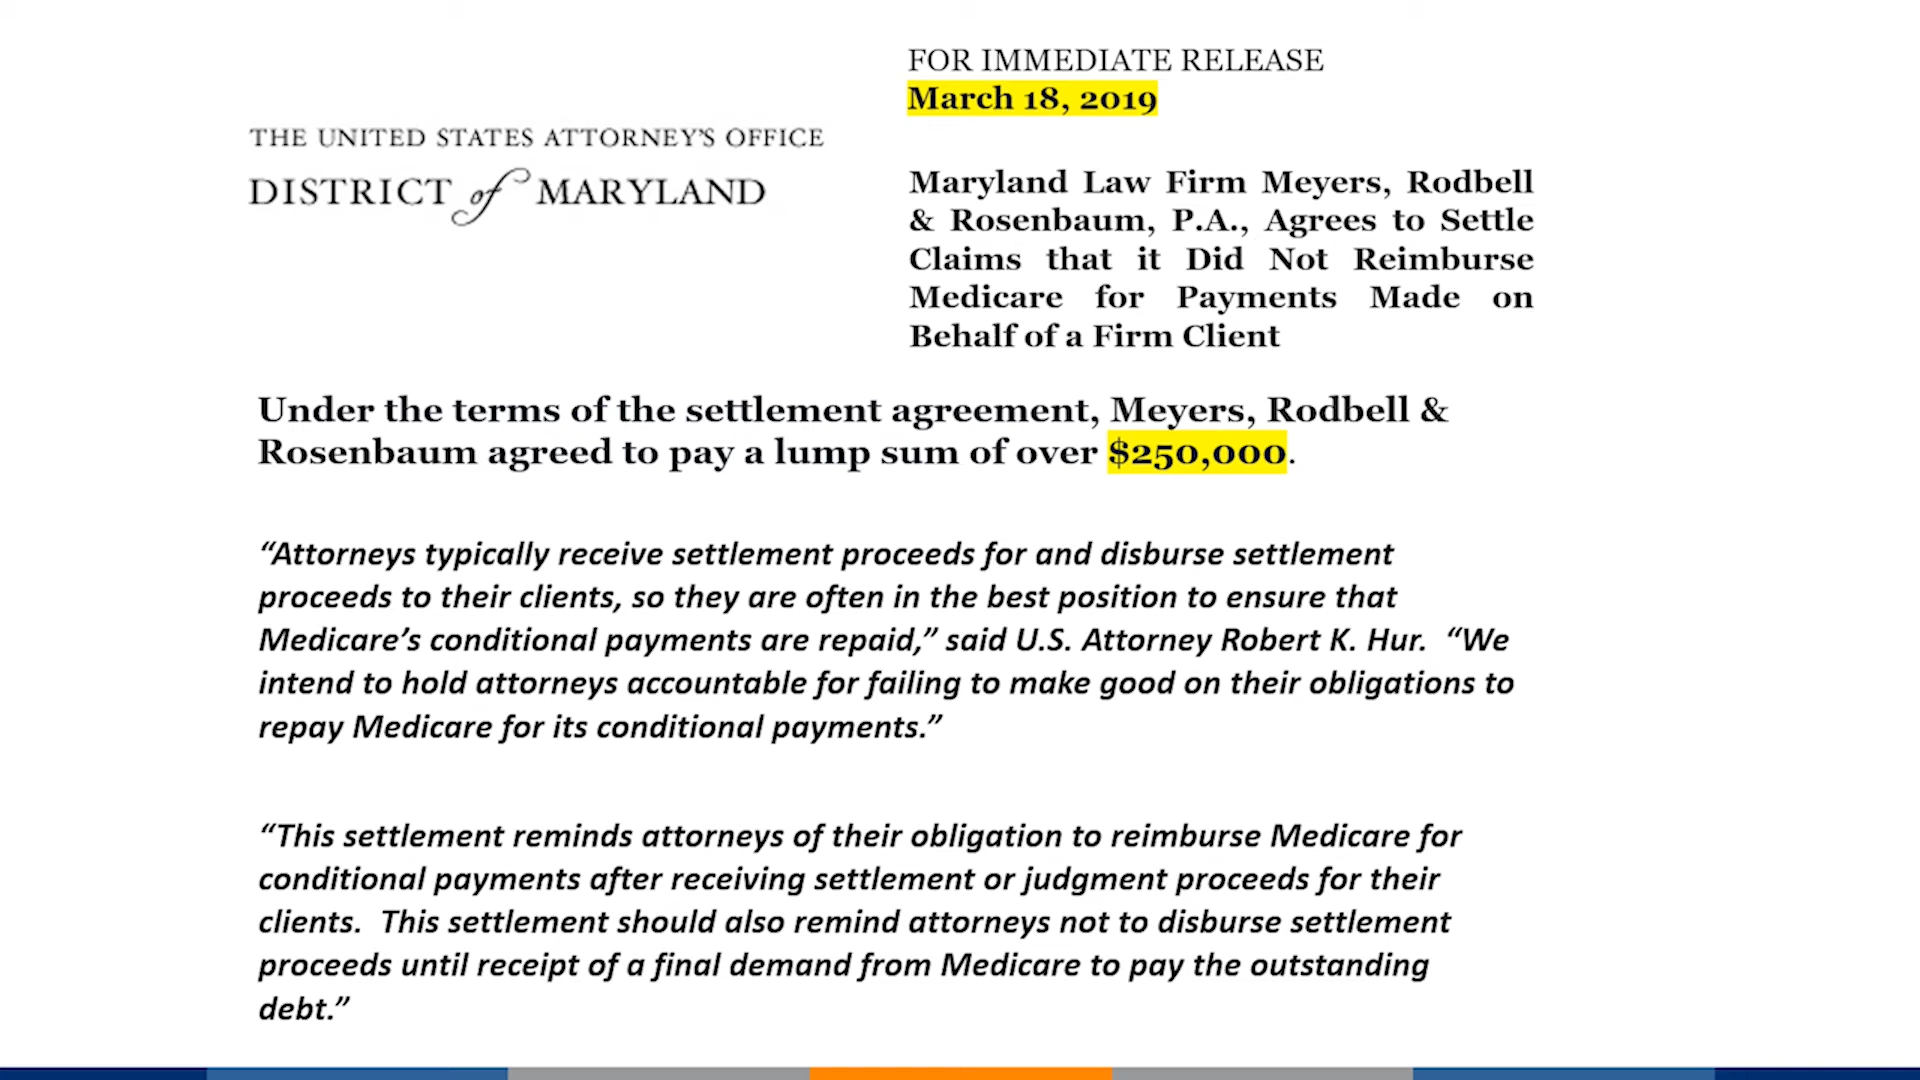 FOR IMMEDIATE RELEASE
March 18, 2019
THE UNITED STATES ATTORNEY'S OFFICE
DISTRICT of MARYLAND
Maryland Law Firm Meyers, Rodbell
& Rosenbaum, P.A., Agrees to Settle
Claims that it Did Not Reimburse
Medicare for Payments Made on
Behalf of a Firm Client
Under the terms of the settlement agreement, Meyers, Rodbell &
Rosenbaum agreed to pay a lump sum of over $250,000.
“Attorneys typically receive settlement proceeds for and disburse settlement
proceeds to their clients, so they are often in the best position to ensure that
Medicare’s conditional payments are repaid,” said U.S. Attorney Robert K. Hur.  “We
intend to hold attorneys accountable for failing to make good on their obligations to
repay Medicare for its conditional payments.”
“This settlement reminds attorneys of their obligation to reimburse Medicare for
conditional payments after receiving settlement or judgment proceeds for their
clients.  This settlement should also remind attorneys not to disburse settlement
proceeds until receipt of a final demand from Medicare to pay the outstanding
debt.”